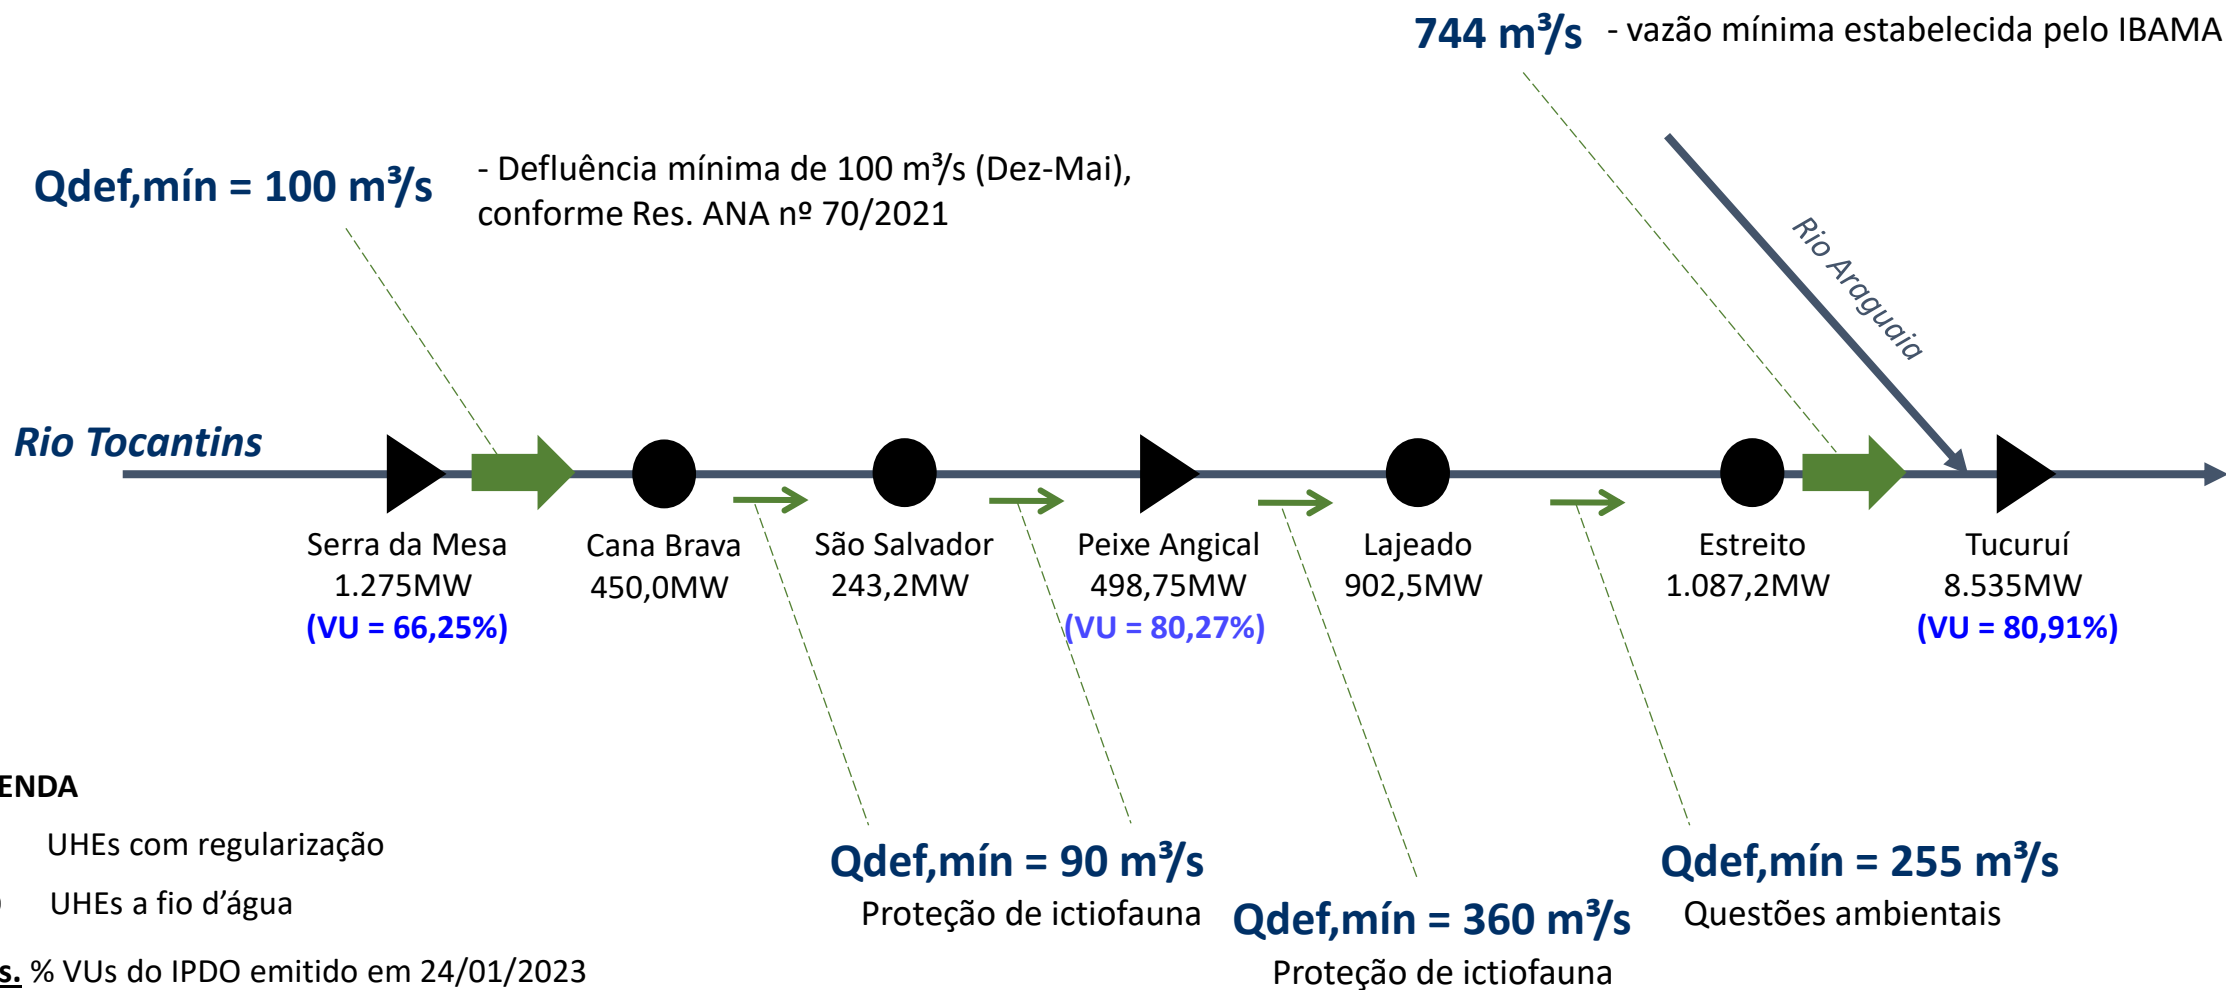 744 m³/s - vazão mínima estabelecida pelo IBAMA
Qdef,mín = 100 m³/s
- Defluência mínima de 100 m³/s (Dez-Mai),
conforme Res. ANA nº 70/2021
Rio Araguaia
Rio Tocantins
Serra da Mesa
1.275MW
(VU = 66,25%)
Cana Brava
450,0MW
São Salvador
243,2MW
Peixe Angical
498,75MW
(VU = 80,27%)
Lajeado
902,5MW
Estreito
1.087,2MW
Tucuruí
8.535MW
(VU = 80,91%)
ENDA
UHEs com regularização
UHEs a fio d’água
s. % VUs do IPDO emitido em 24/01/2023
Qdef,mín = 90 m³/s
Proteção de ictiofauna
Qdef,mín = 360 m³/s
Proteção de ictiofauna
Qdef,mín = 255 m³/s
Questões ambientais